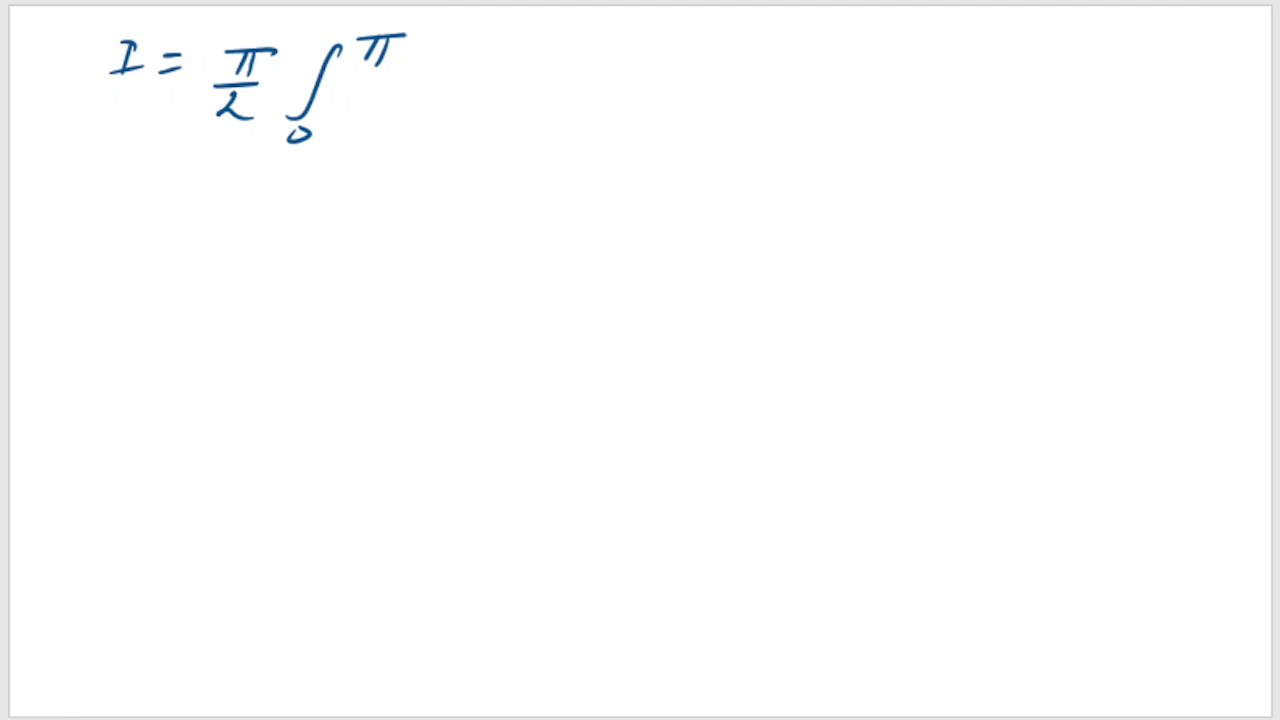 I = π/2 ∫₀^π